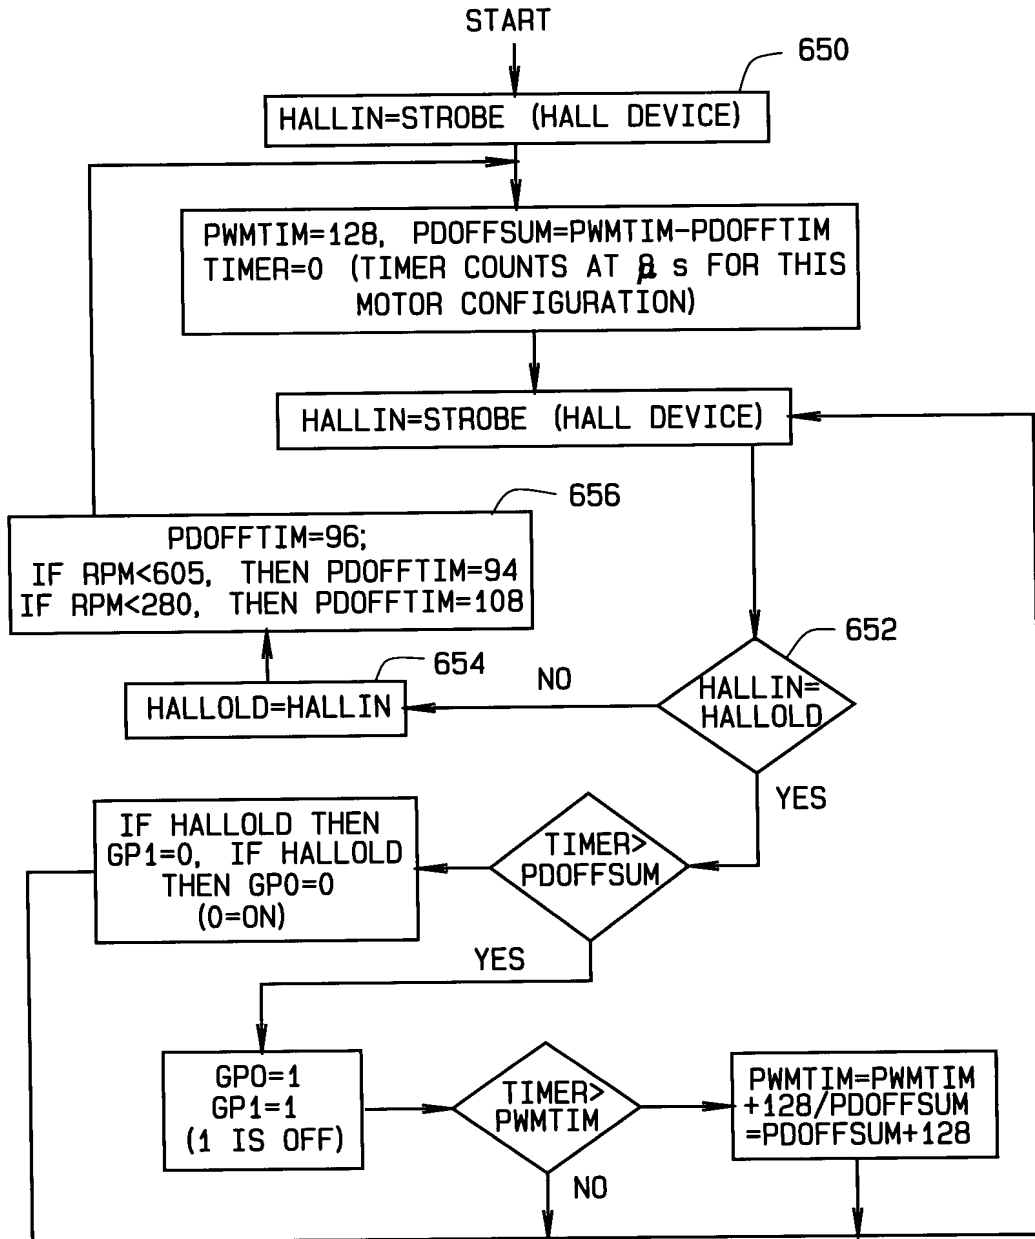 START
650
HALLIN=STROBE (HALL DEVICE)
PWMTIM=128, PDOFFSUM=PWMTIM-PDOFFTIM
TIMER=0 (TIMER COUNTS AT s FOR THIS
MOTOR CONFIGURATION)
HALLIN=STROBE (HALL DEVICE)
656
PDOFFTIM=96;
IF RPM<605, THEN PDOFFTIM=94
IF RPM<280, THEN PDOFFTIM=108
652
654
NO
HALLIN=
HALLOLD
HALLOLD=HALLIN
YES
IF HALLOLD THEN
GP1=0, IF HALLOLD
THEN GP0=0
(0=ON)
TIMER>
PDOFFSUM
YES
GP0=1
GP1=1
(1 IS OFF)
TIMER>
PWMTIM
PWMTIM=PWMTIM
+128/PDOFFSUM
=PDOFFSUM+128
NO